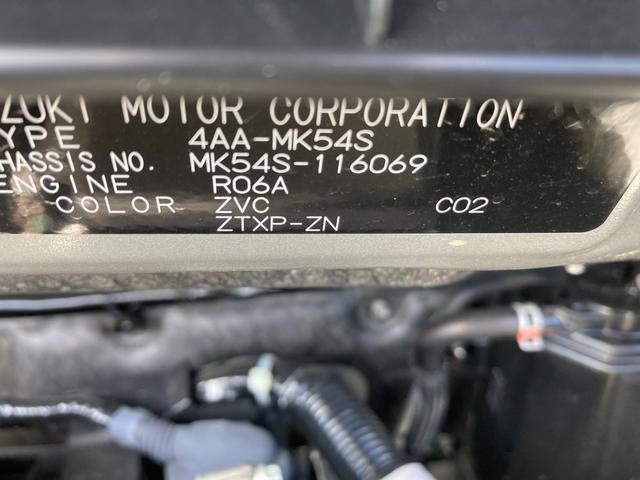 ZUKI MOTOR CORPORATION
YPE 4AA-MK54S
HASSIS NO. MK54S-116069
ENGINE R06A
COLOR ZVC C02
ZTXP-ZN